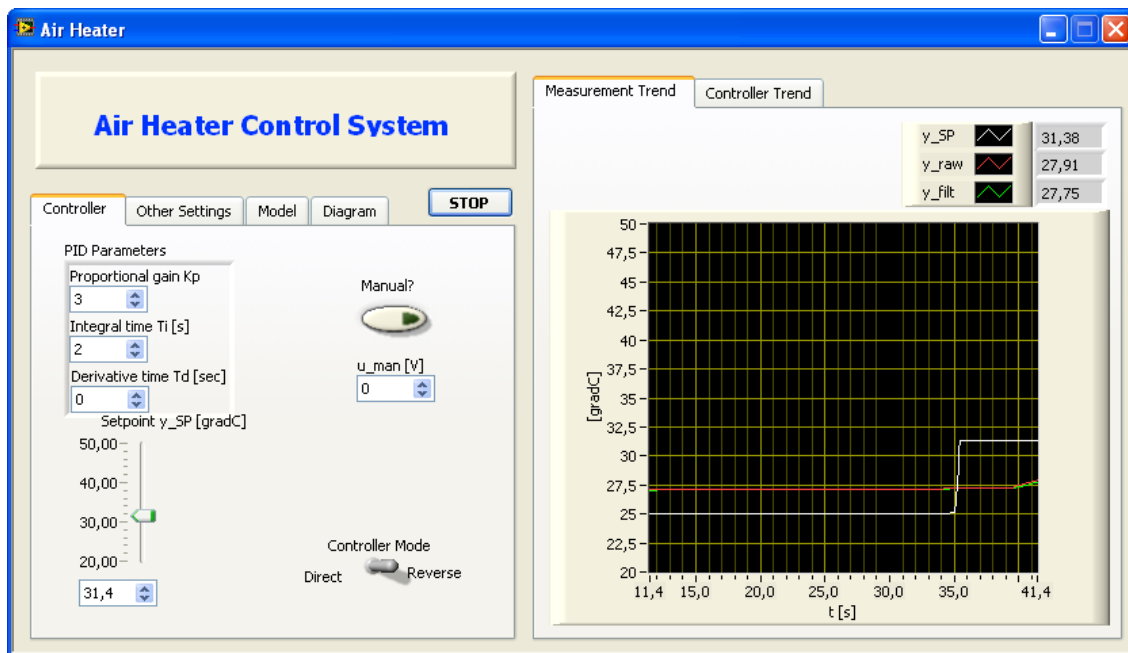 Air Heater
Air Heater Control System
Controller
Other Settings
Model
Diagram
STOP
PID Parameters
Proportional gain Kp
3
Integral time Ti [s]
2
Derivative time Td [sec]
0
Manual?
u_man [V]
0
Setpoint y_SP [gradC]
50,00
40,00
30,00
20,00
31,4
Controller Mode
Direct
Reverse
Measurement Trend
Controller Trend
y_SP 31,38
y_raw 27,91
y_filt 27,75
50
47,5
45
42,5
40
37,5
35
32,5
30
27,5
25
22,5
20
[gradC]
11,4 15,0 20,0 25,0 30,0 35,0 41,4
t [s]